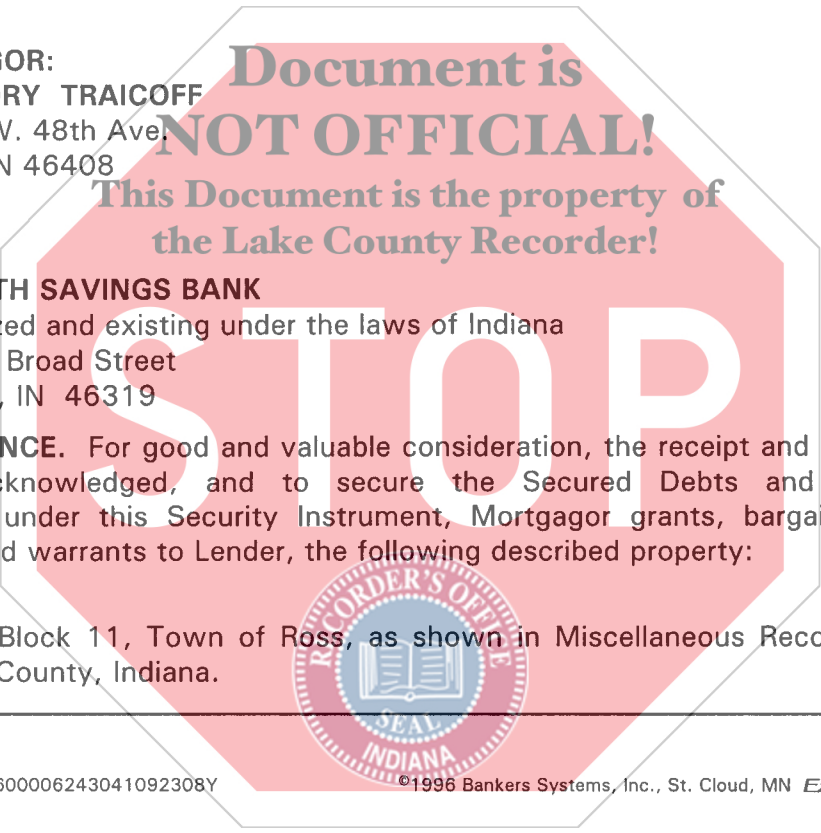 GOR:
RY TRAICOFF
W. 48th Ave.
N 46408
Document is
NOT OFFICIAL!
This Document is the property of
the Lake County Recorder!
TH SAVINGS BANK
zed and existing under the laws of Indiana
Broad Street
, IN 46319
STOP
NCE. For good and valuable consideration, the receipt and
cknowledged, and to secure the Secured Debts and
under this Security Instrument, Mortgagor grants, bargai
d warrants to Lender, the following described property:
Block 11, Town of Ross, as shown in Miscellaneous Reco
County, Indiana.
RECORDER'S OFFICE
SEAL
INDIANA
600006243041092308Y
©1996 Bankers Systems, Inc., St. Cloud, MN E